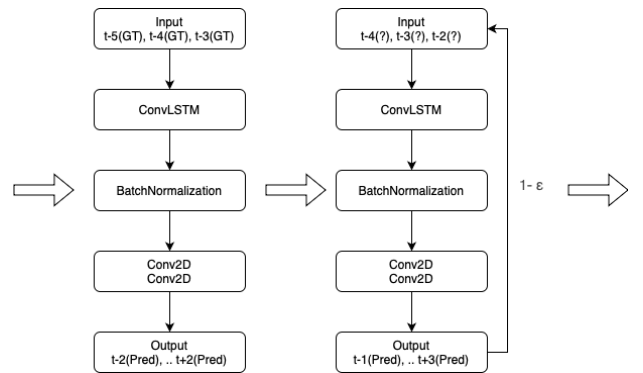 Input
t-5(GT), t-4(GT), t-3(GT)
ConvLSTM
BatchNormalization
Conv2D
Conv2D
Output
t-2(Pred), .. t+2(Pred)
Input
t-4(?), t-3(?), t-2(?)
ConvLSTM
BatchNormalization
Conv2D
Conv2D
Output
t-1(Pred), .. t+3(Pred)
1- ε